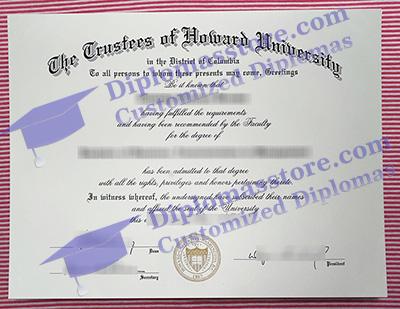 The Trustees of Howard University
in the District of Columbia
To all persons to whom these presents may come, Greetings
Be it known that
having fulfilled the requirements
and having been recommended by the Faculty
for the degree of
has been admitted to that degree
with all the rights, privileges and honors pertaining thereto.
In witness whereof, the undersigned have subscribed their names
and affixed the seal of the University
this
Dean
Secretary
President
Diplomasstore.com
Customized Diplomas
Diplomasstore.com
Customized Diplomas